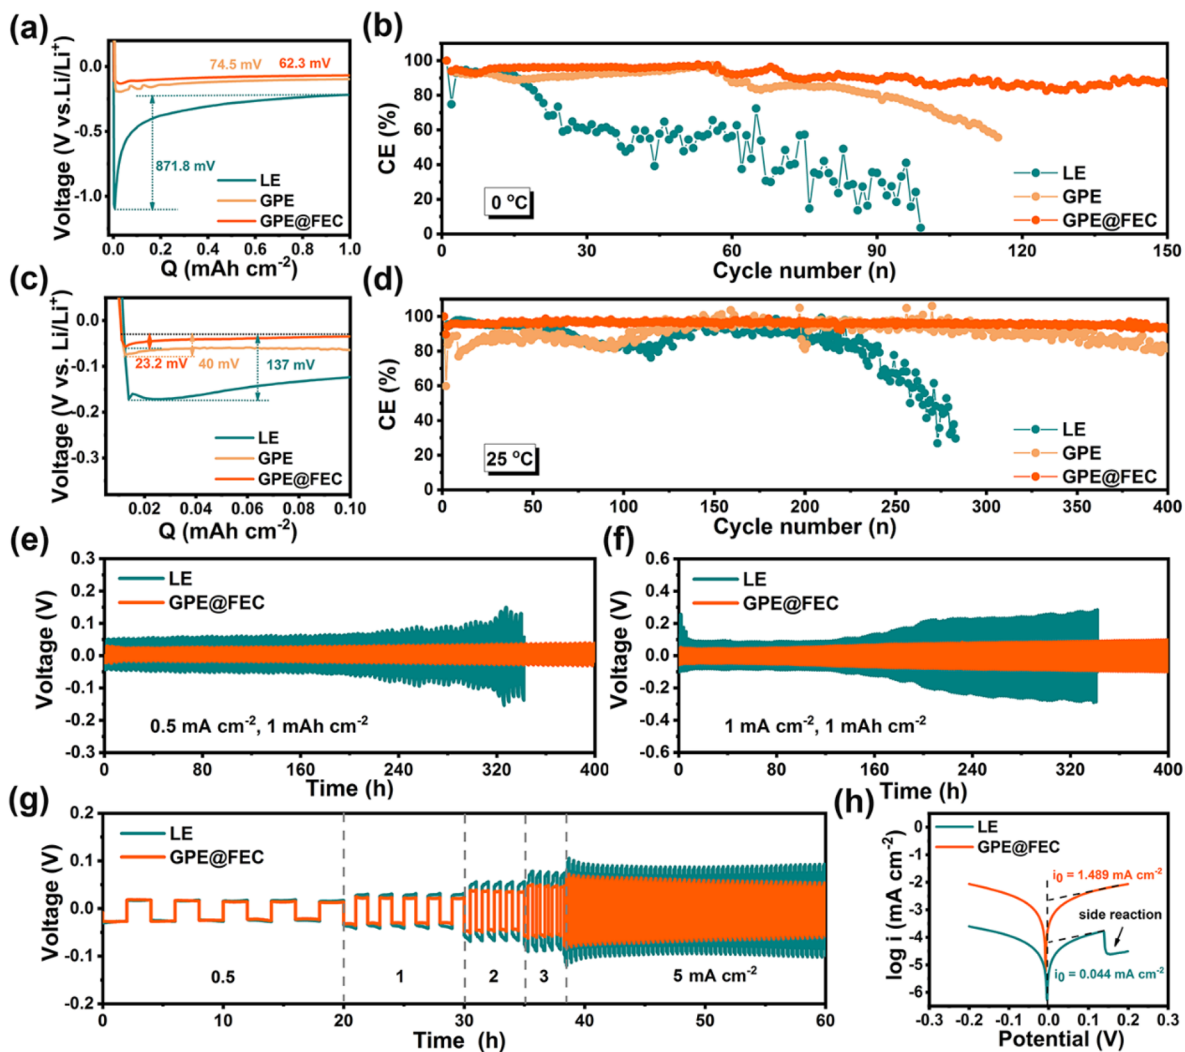 (a)
Voltage (V vs.Li/Li+)
0.0
-0.5
-1.0
74.5 mV
62.3 mV
871.8 mV
LE
GPE
GPE@FEC
0.0 0.2 0.4 0.6 0.8 1.0
Q (mAh cm-2)
(b)
CE (%)
100
80
60
40
20
0
0 °C
LE
GPE
GPE@FEC
0 30 60 90 120 150
Cycle number (n)
(c)
Voltage (V vs. Li/Li+)
0.0
-0.1
-0.2
-0.3
23.2 mV
40 mV
137 mV
LE
GPE
GPE@FEC
0.02 0.04 0.06 0.08 0.10
Q (mAh cm-2)
(d)
CE (%)
100
80
60
40
20
0
25 °C
LE
GPE
GPE@FEC
0 50 100 150 200 250 300 350 400
Cycle number (n)
(e)
Voltage (V)
0.3
0.2
0.1
0.0
-0.1
-0.2
-0.3
LE
GPE@FEC
0.5 mA cm-2, 1 mAh cm-2
0 80 160 240 320 400
Time (h)
(f)
Voltage (V)
0.6
0.4
0.2
0.0
-0.2
-0.4
-0.6
LE
GPE@FEC
1 mA cm-2, 1 mAh cm-2
0 80 160 240 320 400
Time (h)
(g)
Voltage (V)
0.2
0.1
0.0
-0.1
-0.2
LE
GPE@FEC
0.5 1 2 3 5 mA cm-2
0 10 20 30 40 50 60
Time (h)
(h)
log i (mA cm-2)
0
-1
-2
-3
-4
-5
-6
LE
GPE@FEC
i0 = 1.489 mA cm-2
side reaction
i0 = 0.044 mA cm-2
-0.3 -0.2 -0.1 0.0 0.1 0.2 0.3
Potential (V)